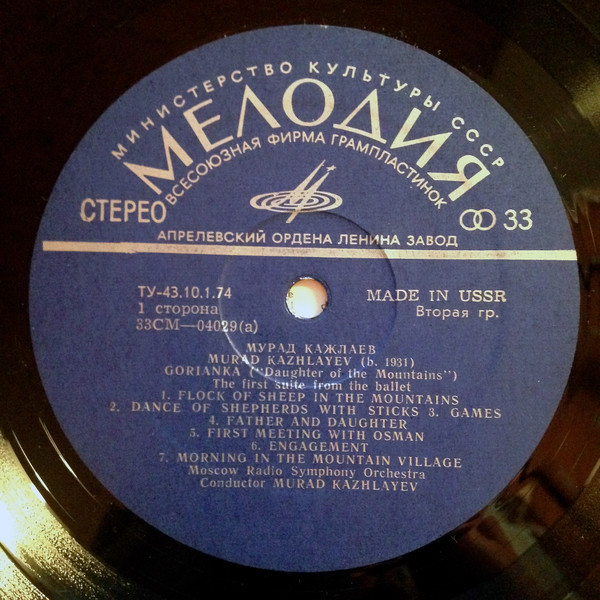 МИНИСТЕРСТВО КУЛЬТУРЫ СССР
МЕЛОДИЯ
ВСЕСОЮЗНАЯ ФИРМА ГРАМПЛАСТИНОК
СТЕРЕО
33
АПРЕЛЕВСКИЙ ОРДЕНА ЛЕНИНА ЗАВОД
ТУ-43.10.1.74
MADE IN USSR
1 сторона
Вторая гр.
33СМ—04029(а)
МУРАД КАЖЛАЕВ
MURAD KAZHLAYEV (b. 1931)
GORIANKA ("Daughter of the Mountains")
The first suite from the ballet
1. FLOCK OF SHEEP IN THE MOUNTAINS
2. DANCE OF SHEPHERDS WITH STICKS 3. GAMES
4. FATHER AND DAUGHTER
5. FIRST MEETING WITH OSMAN
6. ENGAGEMENT
7. MORNING IN THE MOUNTAIN VILLAGE
Moscow Radio Symphony Orchestra
Conductor MURAD KAZHLAYEV